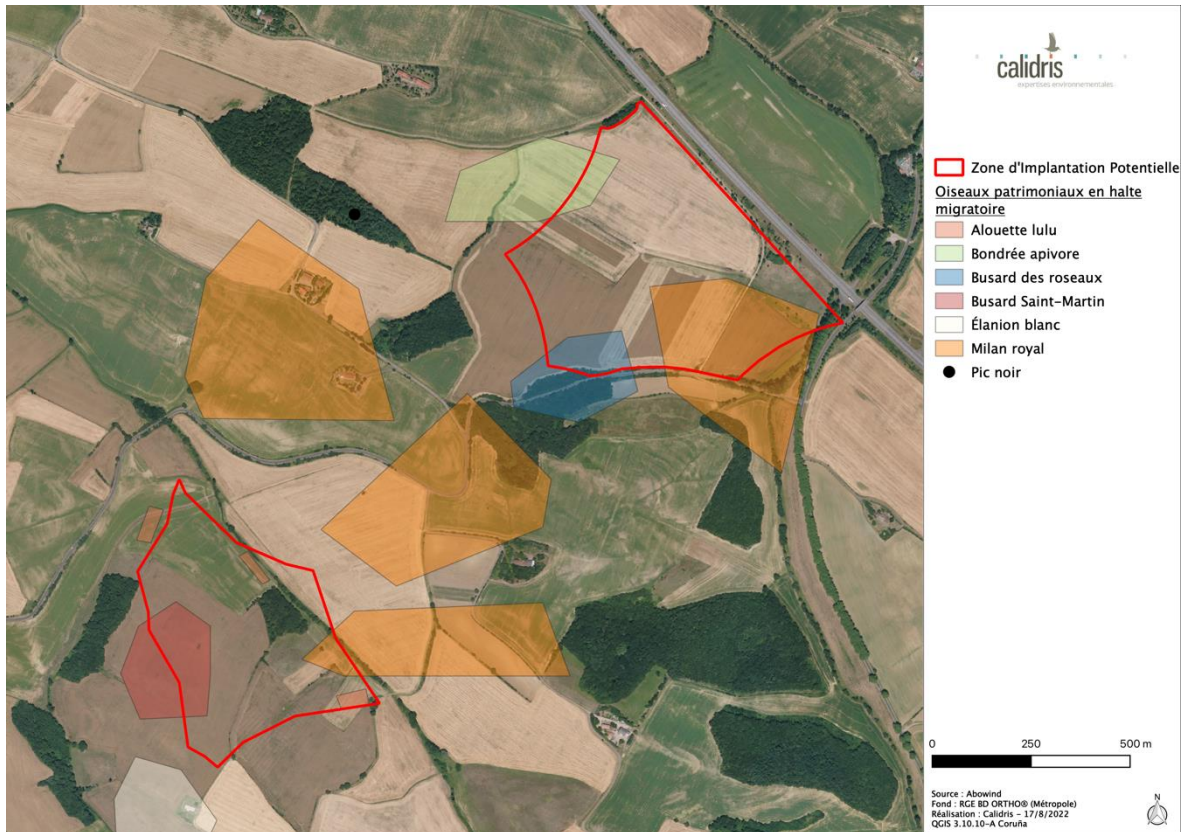 calidris
expertises environnementales
Zone d'Implantation Potentielle
Oiseaux patrimoniaux en halte
migratoire
Alouette lulu
Bondrée apivore
Busard des roseaux
Busard Saint-Martin
Élanion blanc
Milan royal
Pic noir
0 250 500 m
Source : Abowind
Fond : RGE BD ORTHO® (Métropole)
Réalisation : Calidris - 17/8/2022
QGIS 3.10.10-A Coruña
N